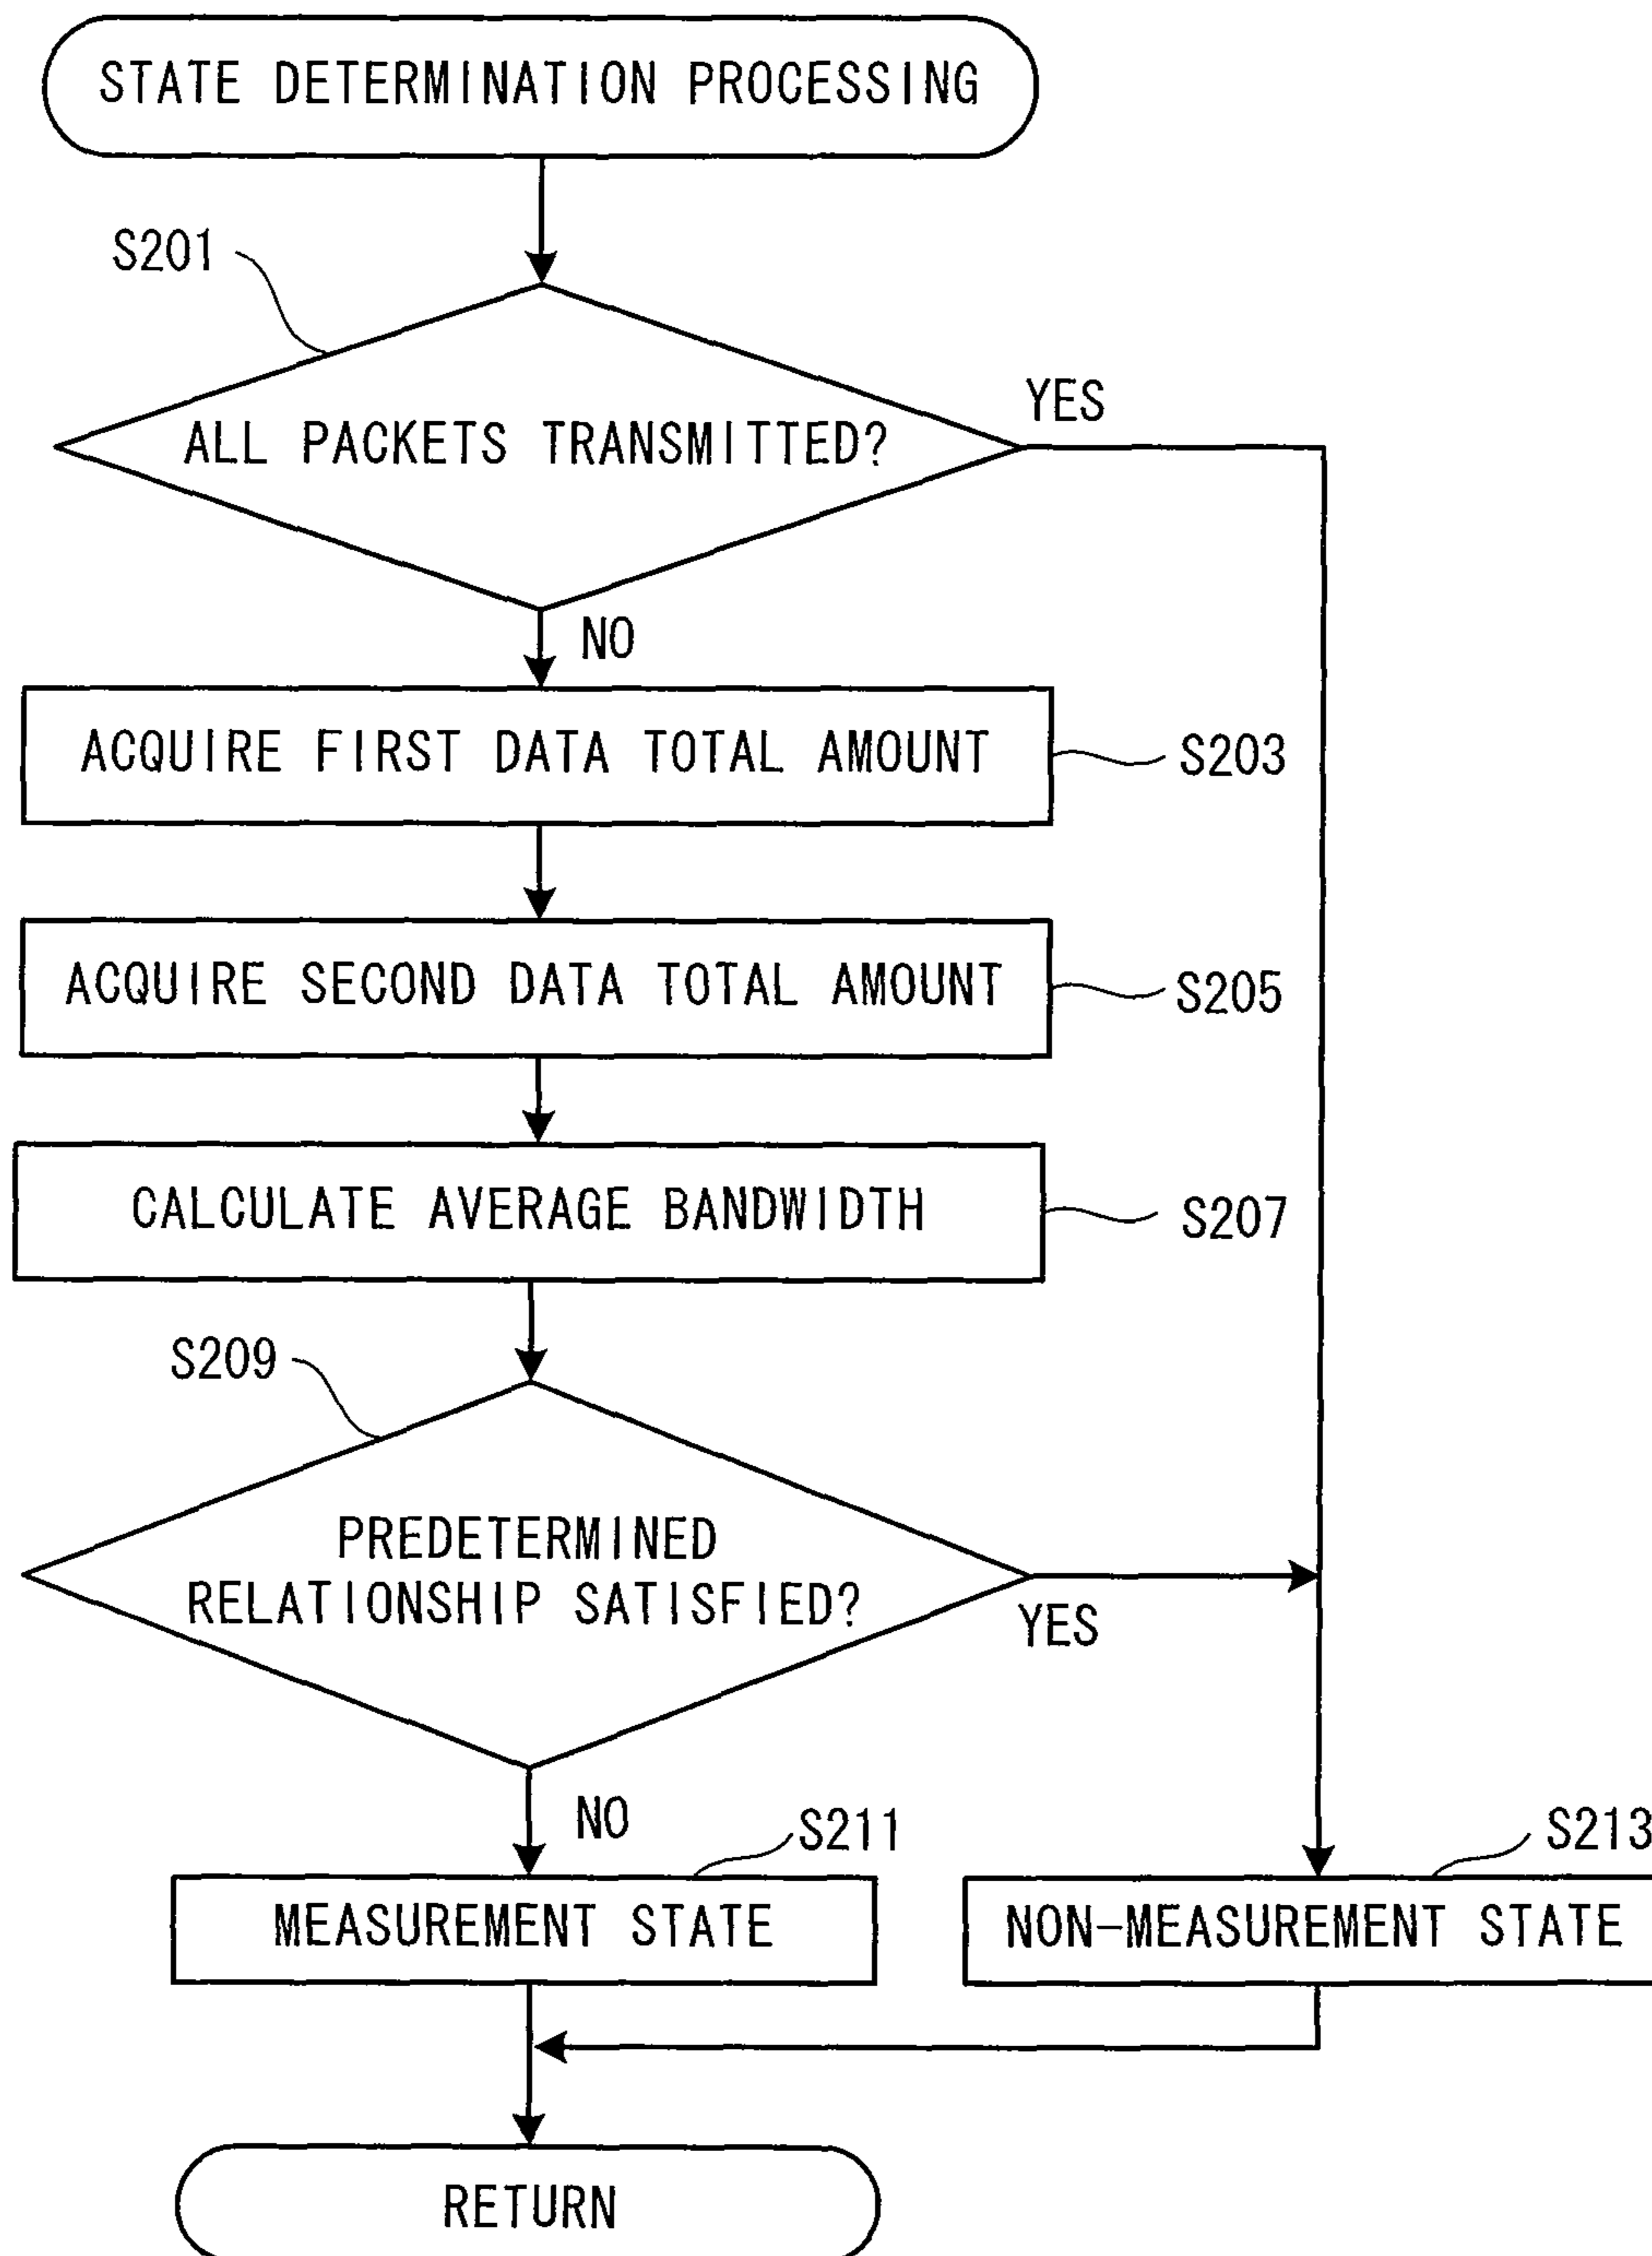 STATE DETERMINATION PROCESSING
S201
YES
ALL PACKETS TRANSMITTED?
NO
ACQUIRE FIRST DATA TOTAL AMOUNT
S203
ACQUIRE SECOND DATA TOTAL AMOUNT
S205
CALCULATE AVERAGE BANDWIDTH
S207
S209
PREDETERMINED
RELATIONSHIP SATISFIED?
YES
NO
S211
S213
MEASUREMENT STATE
NON-MEASUREMENT STATE
RETURN